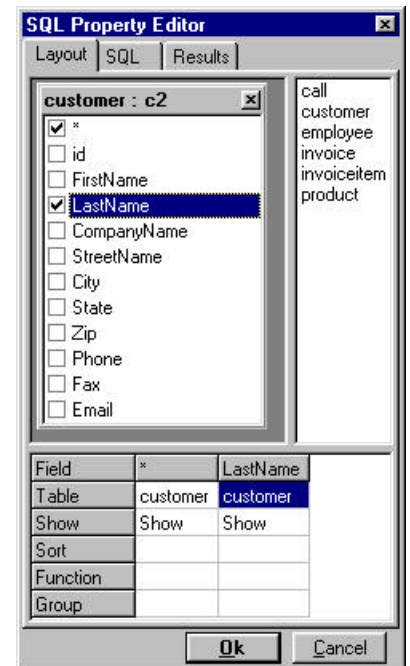 SQL Property Editor
Layout SQL Results
customer : c2
*
id
FirstName
LastName
CompanyName
StreetName
City
State
Zip
Phone
Fax
Email
call
customer
employee
invoice
invoiceitem
product
Field * LastName
Table customer customer
Show Show Show
Sort
Function
Group
Ok Cancel